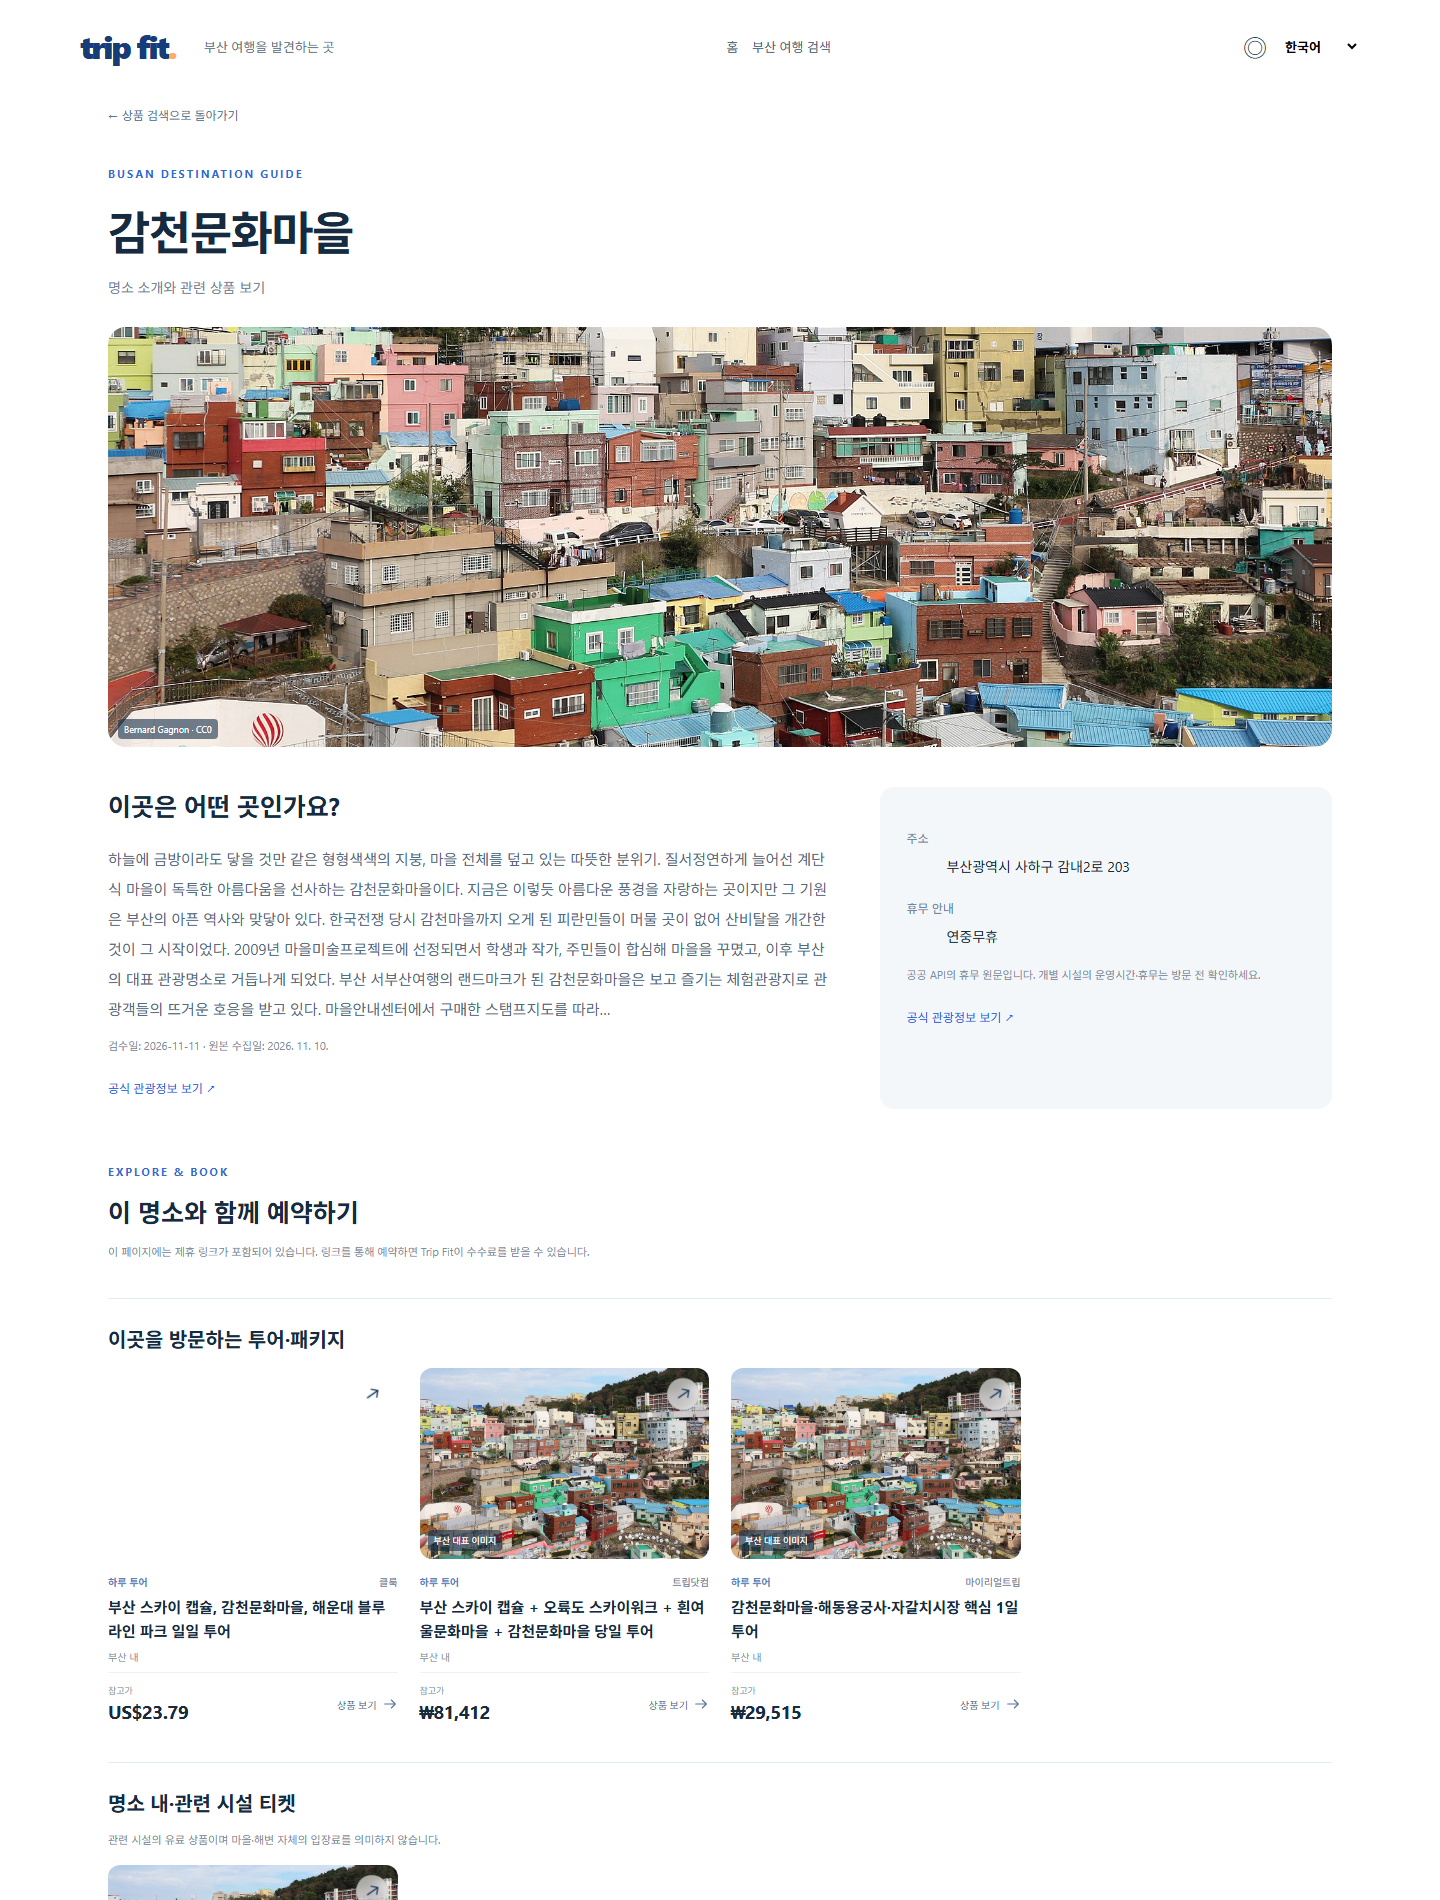 trip fit.
부산 여행을 발견하는 곳
홈 부산 여행 검색
한국어
← 상품 검색으로 돌아가기
BUSAN DESTINATION GUIDE
감천문화마을
명소 소개와 관련 상품 보기
Bernard Gagnon · CC0
이곳은 어떤 곳인가요?
하늘에 금방이라도 닿을 것만 같은 형형색색의 지붕, 마을 전체를 덮고 있는 따뜻한 분위기. 질서정연하게 늘어선 계단
식 마을이 독특한 아름다움을 선사하는 감천문화마을이다. 지금은 이렇듯 아름다운 풍경을 자랑하는 곳이지만 그 기원
은 부산의 아픈 역사와 맞닿아 있다. 한국전쟁 당시 감천마을까지 오게 된 피란민들이 머물 곳이 없어 산비탈을 개간한
것이 그 시작이었다. 2009년 마을미술프로젝트에 선정되면서 학생과 작가, 주민들이 합심해 마을을 꾸몄고, 이후 부산
의 대표 관광명소로 거듭나게 되었다. 부산 서부산여행의 랜드마크가 된 감천문화마을은 보고 즐기는 체험관광지로 관
광객들의 뜨거운 호응을 받고 있다. 마을안내센터에서 구매한 스탬프지도를 따라...
검수일: 2026-11-11 · 원본 수집일: 2026. 11. 10.
공식 관광정보 보기 ↗
주소
부산광역시 사하구 감내2로 203
휴무 안내
연중무휴
공공 API의 휴무 원문입니다. 개별 시설의 운영시간·휴무는 방문 전 확인하세요.
공식 관광정보 보기 ↗
EXPLORE & BOOK
이 명소와 함께 예약하기
이 페이지에는 제휴 링크가 포함되어 있습니다. 링크를 통해 예약하면 Trip Fit이 수수료를 받을 수 있습니다.
이곳을 방문하는 투어·패키지
하루 투어 클룩
부산 스카이 캡슐, 감천문화마을, 해운대 블루
라인 파크 일일 투어
부산 내
참고가
US$23.79 상품 보기 →
부산 대표 이미지
하루 투어 트립닷컴
부산 스카이 캡슐 + 오륙도 스카이워크 + 흰여
울문화마을 + 감천문화마을 당일 투어
부산 내
참고가
₩81,412 상품 보기 →
부산 대표 이미지
하루 투어 마이리얼트립
감천문화마을·해동용궁사·자갈치시장 핵심 1일
투어
부산 내
참고가
₩29,515 상품 보기 →
명소 내·관련 시설 티켓
관련 시설의 유료 상품이며 마을·해변 자체의 입장료를 의미하지 않습니다.